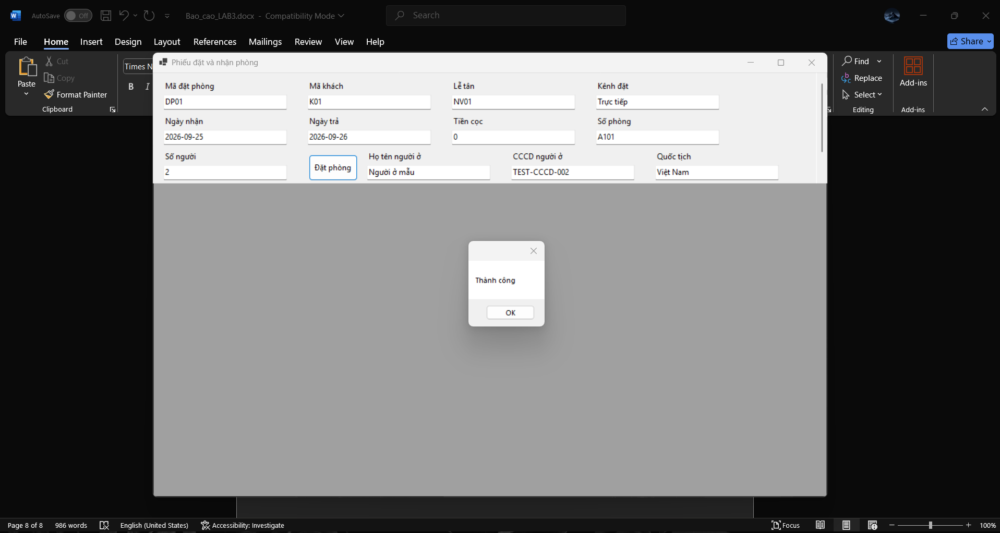 AutoSave Off Bao_cao_LAB3.docx - Compatibility Mode Search
File Home Insert Design Layout References Mailings Review View Help Share
Paste
Cut
Copy
Format Painter
Clipboard
Times N
B I
Find
Replace
Select
Editing
Add-ins
Add-ins
Phiếu đặt và nhận phòng
Mã đặt phòng Mã khách Lễ tân Kênh đặt
DP01 K01 NV01 Trực tiếp
Ngày nhận Ngày trả Tiền cọc Số phòng
2026-09-25 2026-09-26 0 A101
Số người Đặt phòng Họ tên người ở CCCD người ở Quốc tịch
2 Người ở mẫu TEST-CCCD-002 Việt Nam
Thành công
OK
Page 8 of 8 986 words English (United States) Accessibility: Investigate Focus 100%